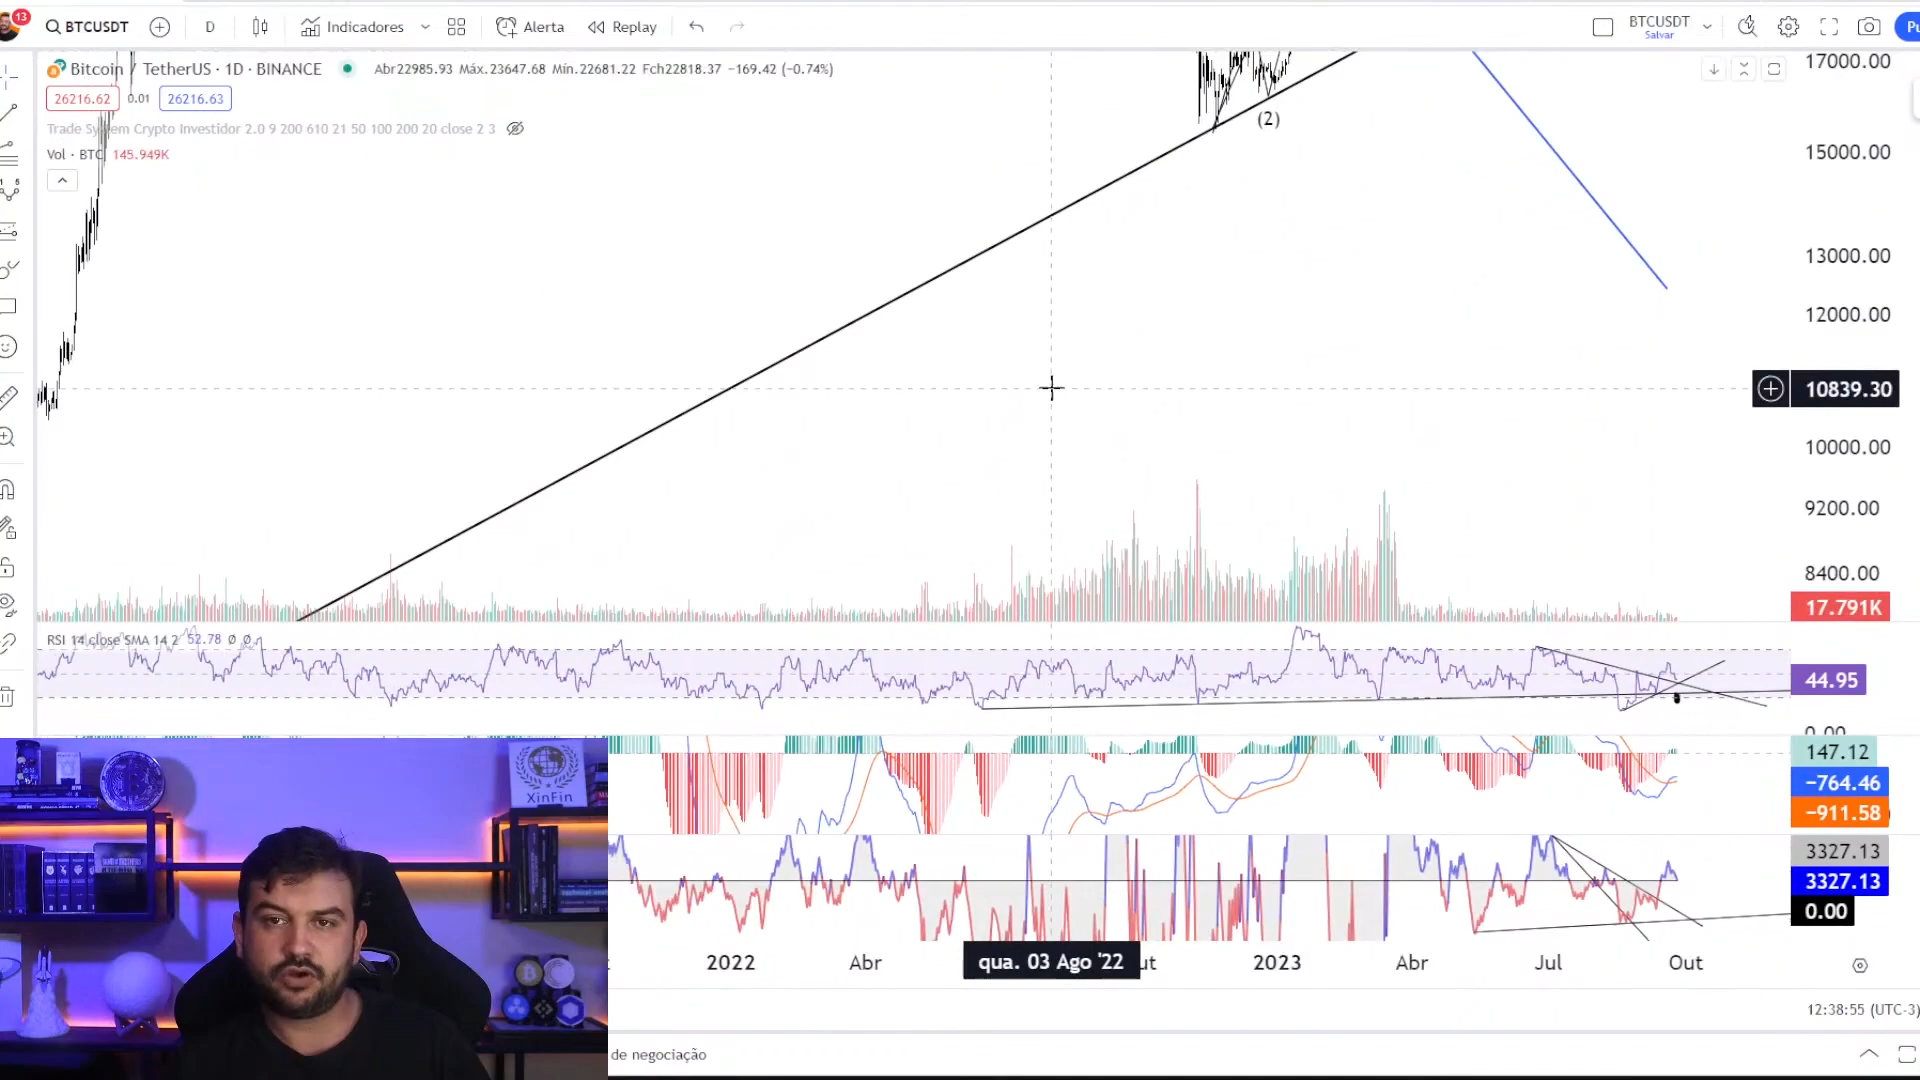 13
BTCUSDT
D
Indicadores
Alerta
Replay
BTCUSDT
Salvar
Pu
Bitcoin / TetherUS · 1D · BINANCE
Abr22985.93 Máx.23647.68 Mín.22681.22 Fch22818.37 −169.42 (−0.74%)
26216.62
0.01
26216.63
Trade System Crypto Investidor 2.0 9 200 610 21 50 100 200 20 close 2 3
Vol · BTC 145.949K
(2)
17000.00
15000.00
13000.00
12000.00
10839.30
10000.00
9200.00
8400.00
17.791K
RSI 14 close SMA 14 2 52.78 Ø Ø
44.95
0.00
147.12
−764.46
−911.58
3327.13
3327.13
0.00
XinFin
2022
Abr
qua. 03 Ago '22
ut
2023
Abr
Jul
Out
12:38:55 (UTC-3)
de negociação